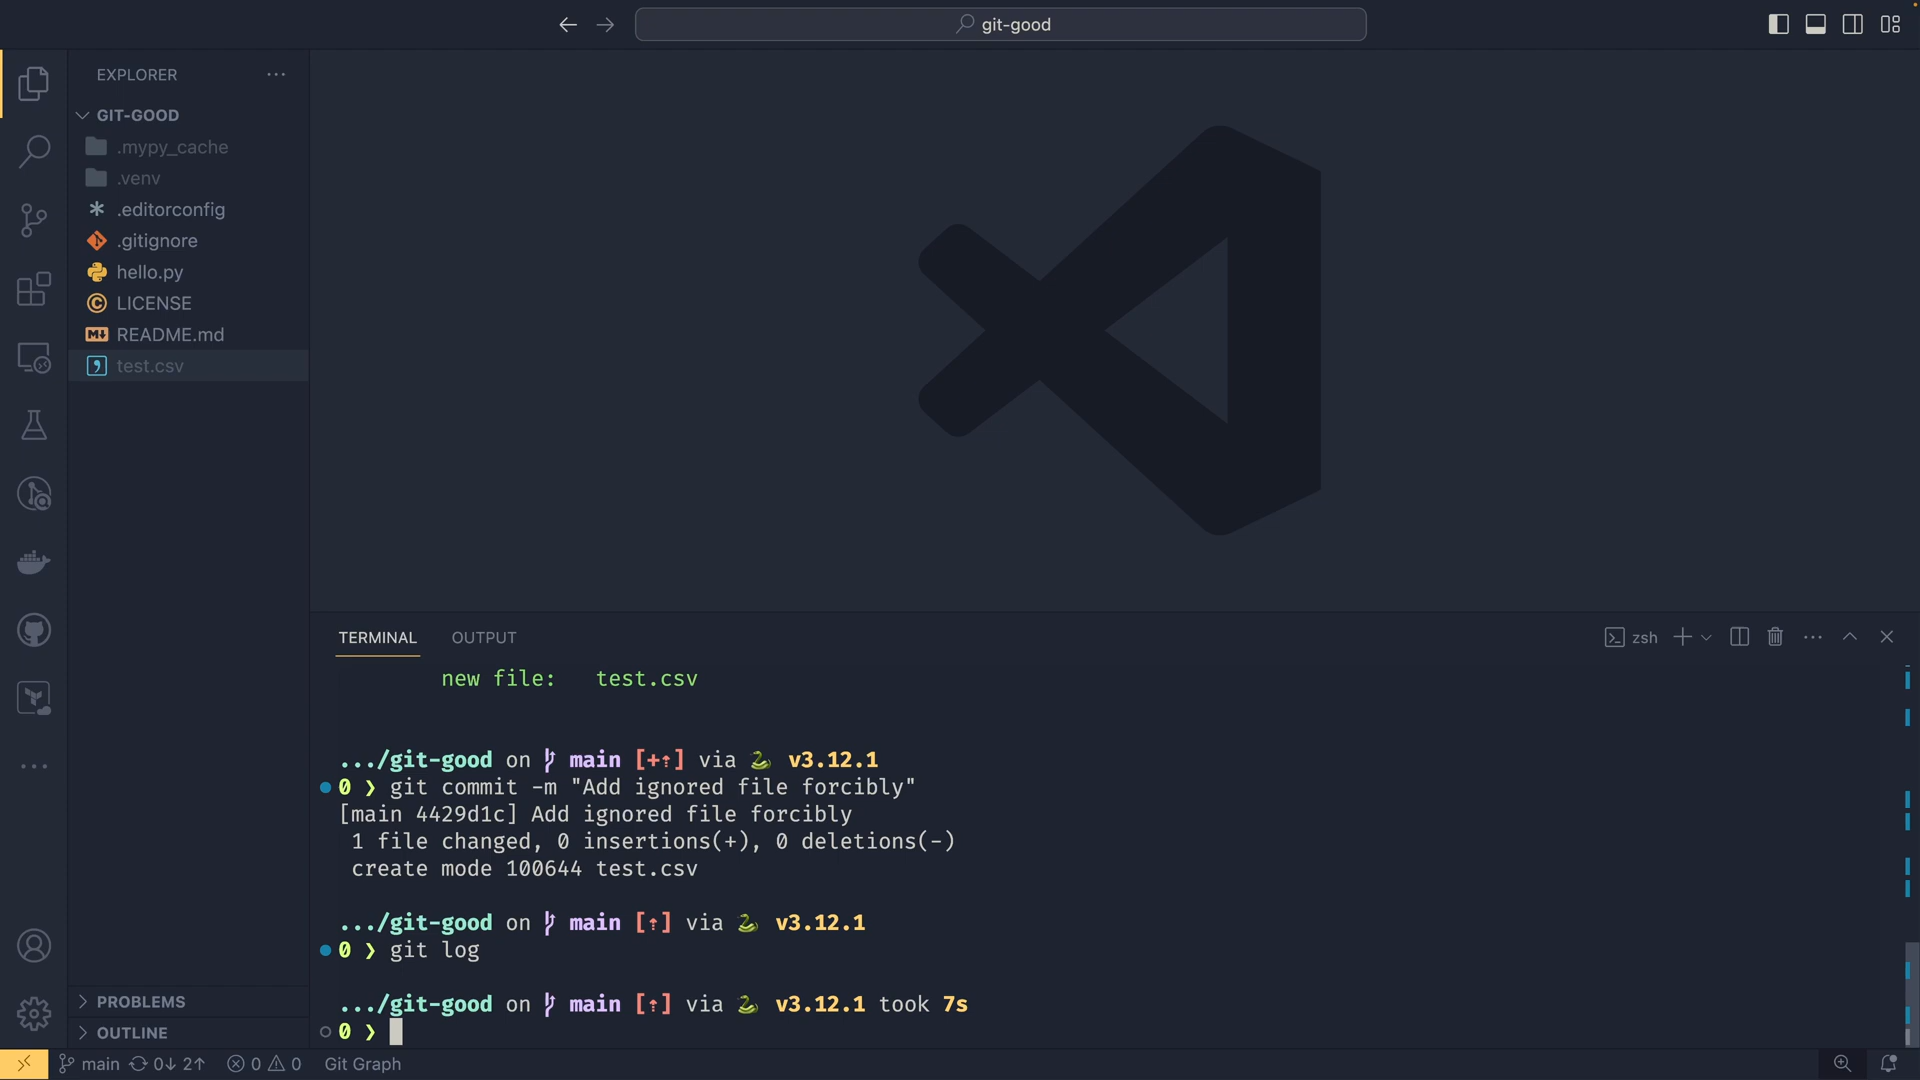 git-good
EXPLORER
GIT-GOOD
.mypy_cache
.venv
.editorconfig
.gitignore
hello.py
LICENSE
README.md
test.csv
PROBLEMS
OUTLINE
TERMINAL OUTPUT
zsh
new file: test.csv
.../git-good on main [+⇡] via 🐍 v3.12.1
0 ❯ git commit -m "Add ignored file forcibly"
[main 4429d1c] Add ignored file forcibly
1 file changed, 0 insertions(+), 0 deletions(-)
create mode 100644 test.csv
.../git-good on main [⇡] via 🐍 v3.12.1
0 ❯ git log
.../git-good on main [⇡] via 🐍 v3.12.1 took 7s
0 ❯
main 0↓ 2↑ 0 0 Git Graph